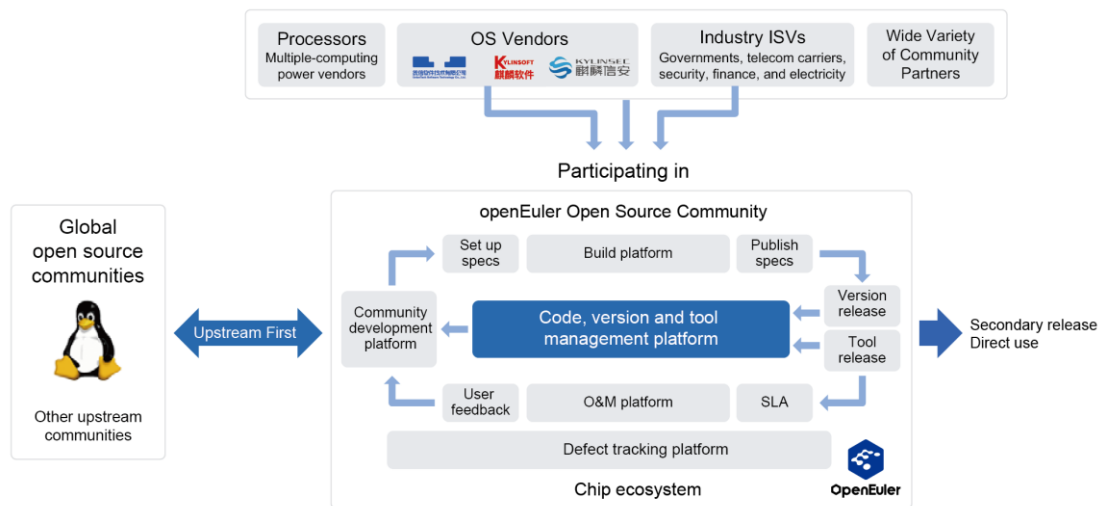 Processors
Multiple-computing
power vendors
OS Vendors
KYLINSOFT
麒麟软件
KYLINSEC
麒麟信安
Industry ISVs
Governments, telecom carriers,
security, finance, and electricity
Wide Variety
of Community
Partners
Participating in
Global
open source
communities
Other upstream
communities
Upstream First
openEuler Open Source Community
Set up
specs
Build platform
Publish
specs
Community
development
platform
Code, version and tool
management platform
Version
release
Tool
release
User
feedback
O&M platform
SLA
Defect tracking platform
Chip ecosystem
OpenEuler
Secondary release
Direct use